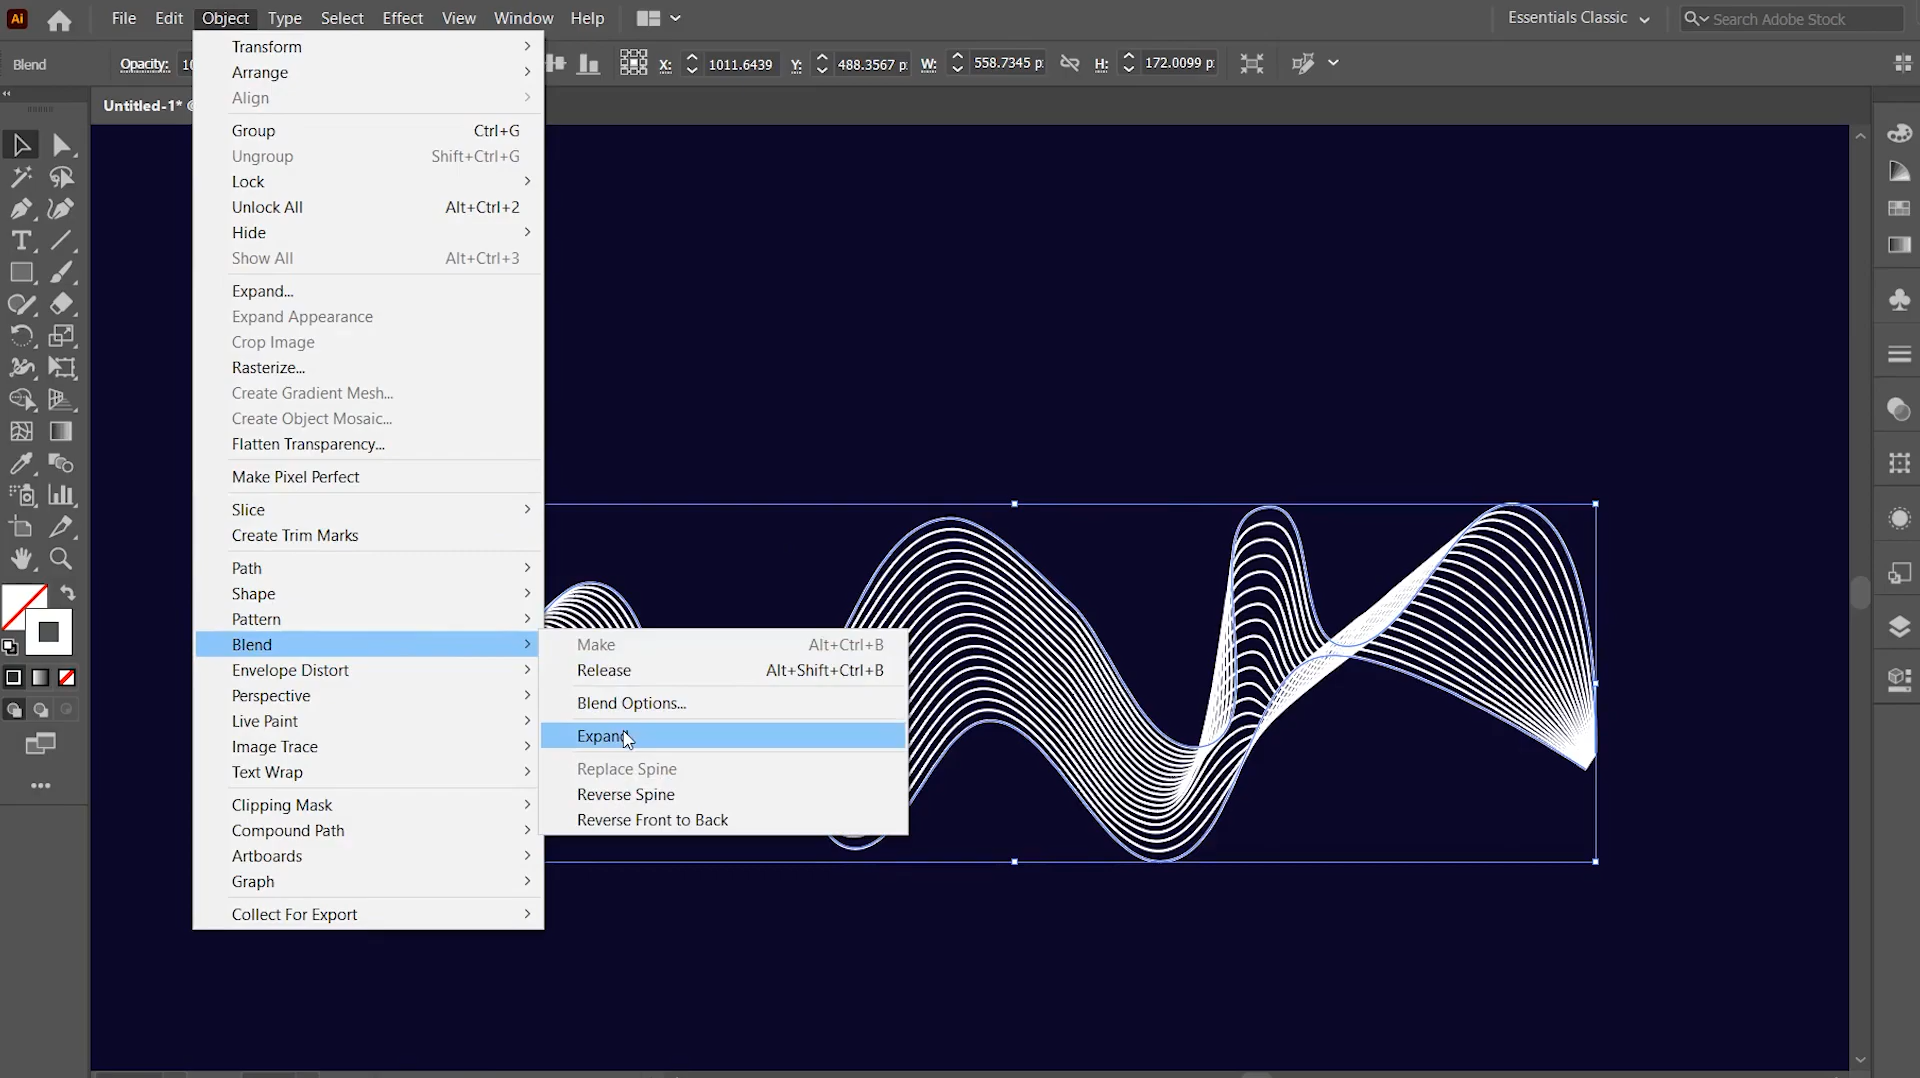 Ai File Edit Object Type Select Effect View Window Help Essentials Classic Search Adobe Stock
Blend Opacity: 10 X: 1011.6439 Y: 488.3567 p W: 558.7345 p H: 172.0099 p
Untitled-1*
Transform
Arrange
Align
Group Ctrl+G
Ungroup Shift+Ctrl+G
Lock
Unlock All Alt+Ctrl+2
Hide
Show All Alt+Ctrl+3
Expand...
Expand Appearance
Crop Image
Rasterize...
Create Gradient Mesh...
Create Object Mosaic...
Flatten Transparency...
Make Pixel Perfect
Slice
Create Trim Marks
Path
Shape
Pattern
Blend
Envelope Distort
Perspective
Live Paint
Image Trace
Text Wrap
Clipping Mask
Compound Path
Artboards
Graph
Collect For Export
Make Alt+Ctrl+B
Release Alt+Shift+Ctrl+B
Blend Options...
Expand
Replace Spine
Reverse Spine
Reverse Front to Back